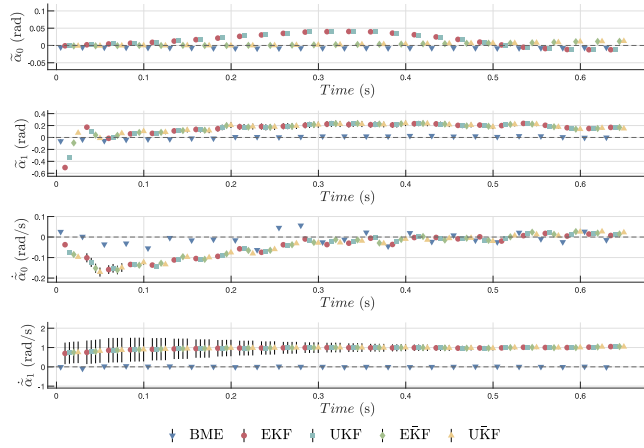 0.1
0.05
0
-0.05
α̃₀ (rad)
0 0.1 0.2 0.3 0.4 0.5 0.6
Time (s)
0.4
0.2
0
-0.2
-0.4
-0.6
α̃₁ (rad)
0 0.1 0.2 0.3 0.4 0.5 0.6
Time (s)
0.1
0
-0.1
-0.2
α̃̇₀ (rad/s)
0 0.1 0.2 0.3 0.4 0.5 0.6
Time (s)
2
1
0
-1
α̃̇₁ (rad/s)
0 0.1 0.2 0.3 0.4 0.5 0.6
Time (s)
BME EKF UKF EK̄F UK̄F